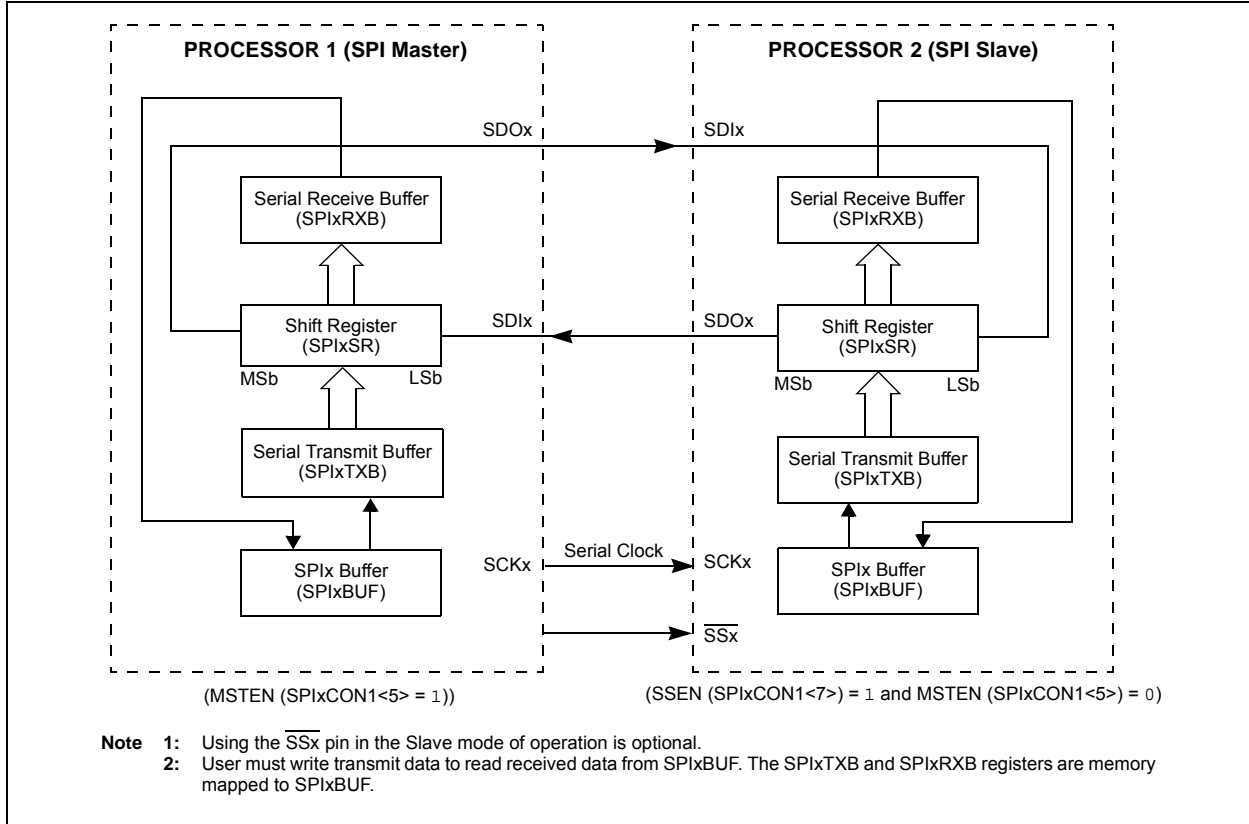 PROCESSOR 1 (SPI Master)
PROCESSOR 2 (SPI Slave)
SDOx
SDIx
Serial Receive Buffer
(SPIxRXB)
Serial Receive Buffer
(SPIxRXB)
Shift Register
(SPIxSR)
SDIx
SDOx
Shift Register
(SPIxSR)
MSb
LSb
MSb
LSb
Serial Transmit Buffer
(SPIxTXB)
Serial Transmit Buffer
(SPIxTXB)
SPIx Buffer
(SPIxBUF)
SCKx
Serial Clock
SCKx
SPIx Buffer
(SPIxBUF)
SSx
(MSTEN (SPIxCON1<5> = 1))
(SSEN (SPIxCON1<7>) = 1 and MSTEN (SPIxCON1<5>) = 0)
Note 1: Using the SSx pin in the Slave mode of operation is optional.
2: User must write transmit data to read received data from SPIxBUF. The SPIxTXB and SPIxRXB registers are memory
mapped to SPIxBUF.